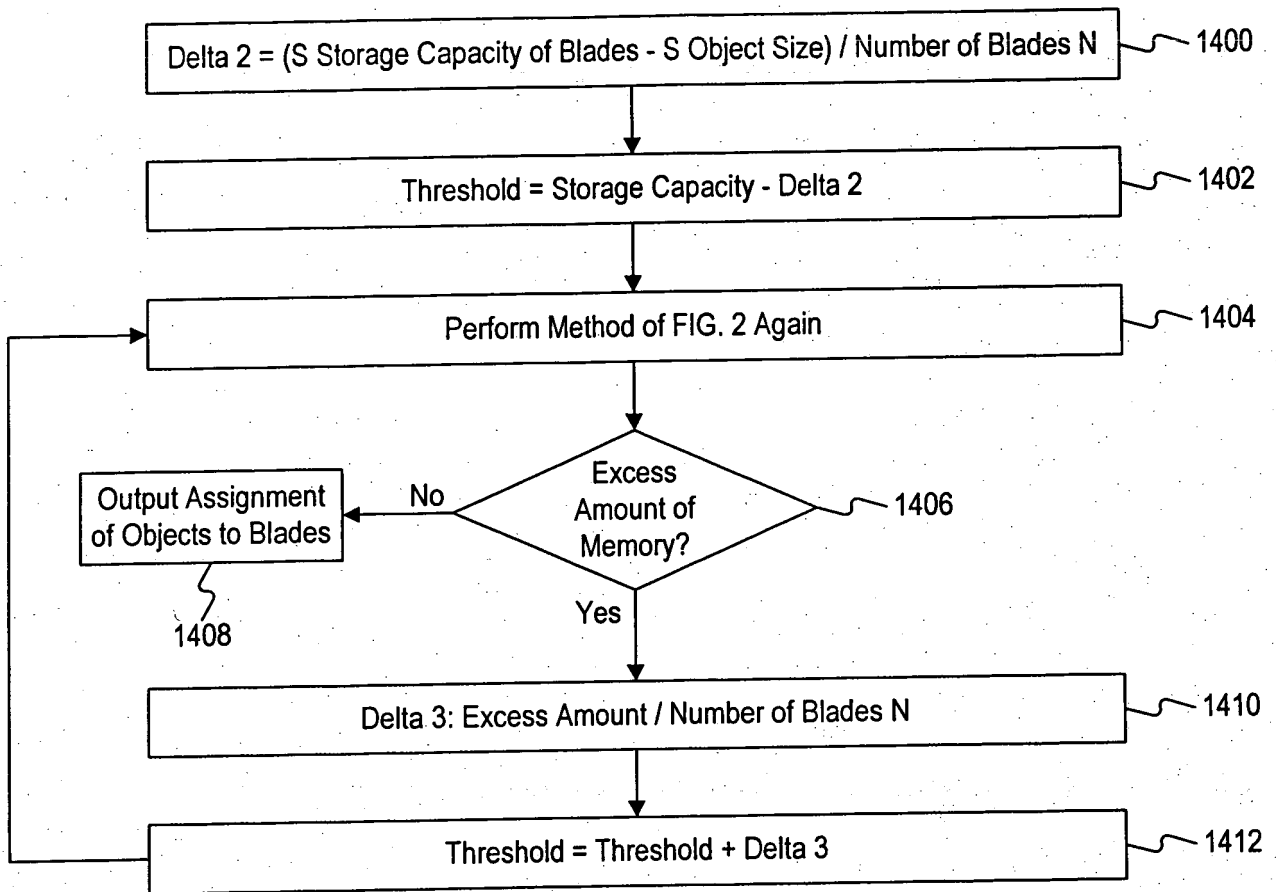 Delta 2 = (S Storage Capacity of Blades - S Object Size) / Number of Blades N
1400
Threshold = Storage Capacity - Delta 2
1402
Perform Method of FIG. 2 Again
1404
Excess
Amount of
Memory?
1406
No
Output Assignment
of Objects to Blades
1408
Yes
Delta 3: Excess Amount / Number of Blades N
1410
Threshold = Threshold + Delta 3
1412